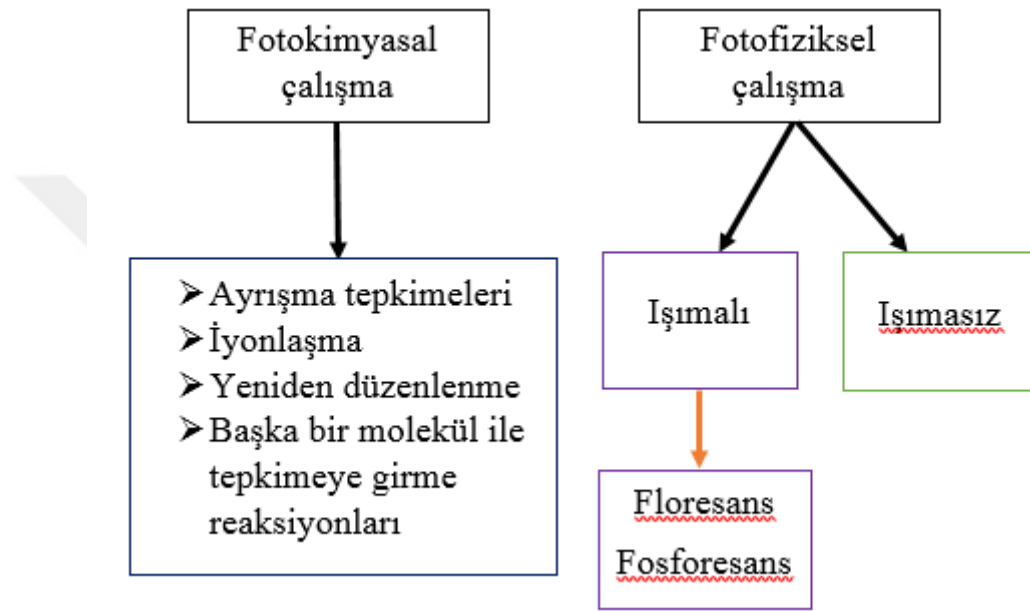 Fotokimyasal
çalışma
Fotofiziksel
çalışma
➢ Ayrışma tepkimeleri
➢ İyonlaşma
➢ Yeniden düzenlenme
➢ Başka bir molekül ile
tepkimeye girme
reaksiyonları
Işımalı
Işımasız
Floresans
Fosforesans